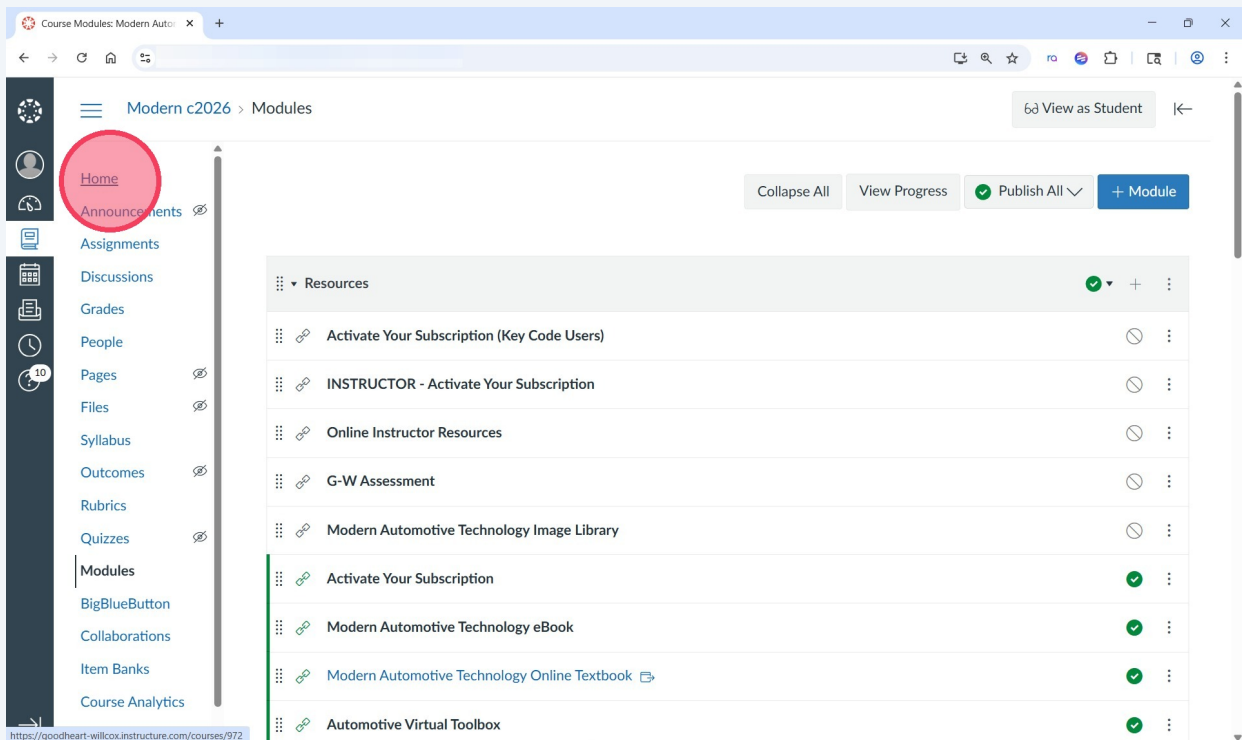 Course Modules: Modern Autor
Modern c2026 > Modules
View as Student
Home
Announcements
Assignments
Discussions
Grades
People
Pages
Files
Syllabus
Outcomes
Rubrics
Quizzes
Modules
BigBlueButton
Collaborations
Item Banks
Course Analytics
10
Collapse All View Progress Publish All + Module
Resources
Activate Your Subscription (Key Code Users)
INSTRUCTOR - Activate Your Subscription
Online Instructor Resources
G-W Assessment
Modern Automotive Technology Image Library
Activate Your Subscription
Modern Automotive Technology eBook
Modern Automotive Technology Online Textbook
Automotive Virtual Toolbox
https://goodheart-willcox.instructure.com/courses/972